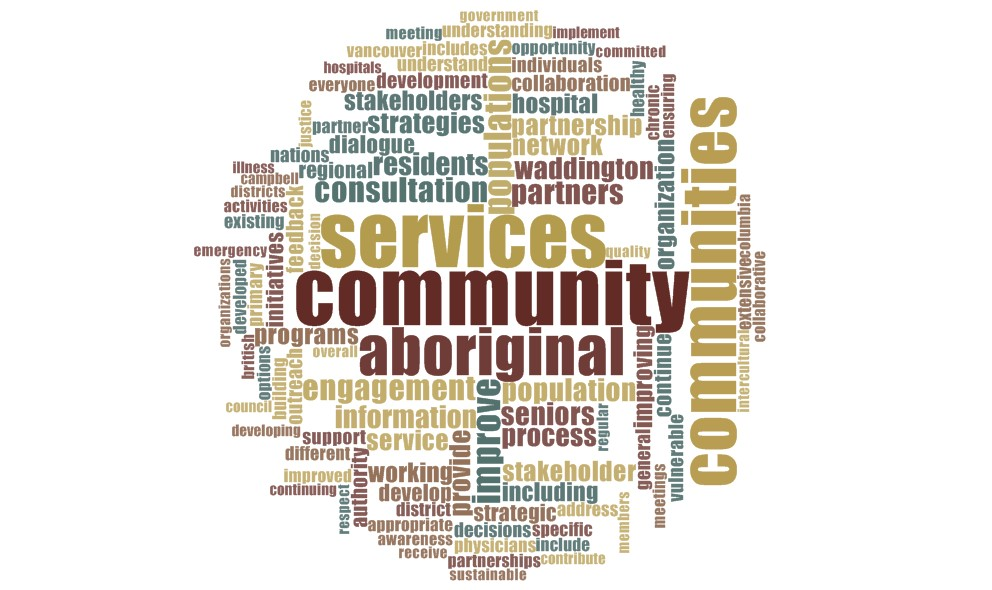 government
meeting understanding implement
vancouver includes opportunity committed
hospitals understand individuals
everyone development collaboration
populations
healthy
chronic
ensuring
stakeholders hospital
justice
partner strategies partnership
dialogue network
nations
regional residents waddington
consultation partners
illness
campbell
districts
activities
existing
feedback
decision
organization
communities
services quality
emergency
initiatives
columbia
extensive
collaborative
community
organizations
developed
primary
programs
british
overall aboriginal
options
outreach
building
improving
continue
intercultural
engagement population
council
information seniors
improve
regular
general
vulnerable
developing
support service process
different
provide
authority
improved working stakeholder
continuing develop including
meetings
respect
district strategic address
members
appropriate decisions specific
awareness physicians include
receive partnerships contribute
sustainable